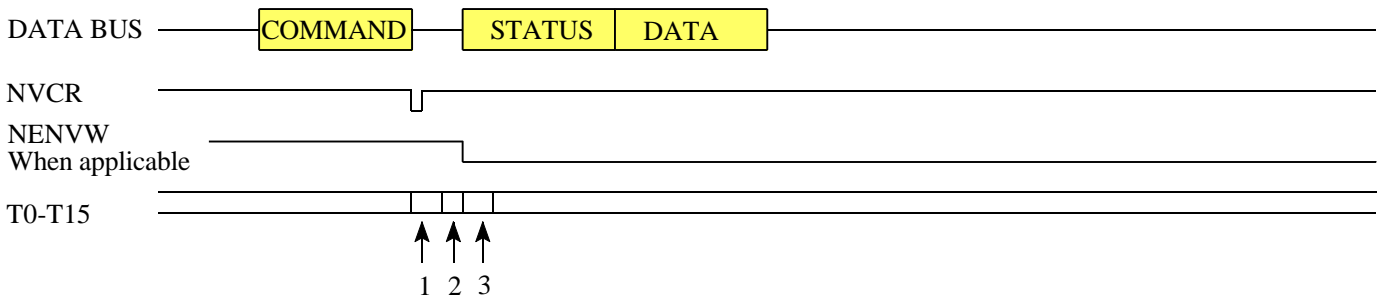 DATA BUS COMMAND STATUS DATA
NVCR
NENVW
When applicable
T0-T15
1 2 3